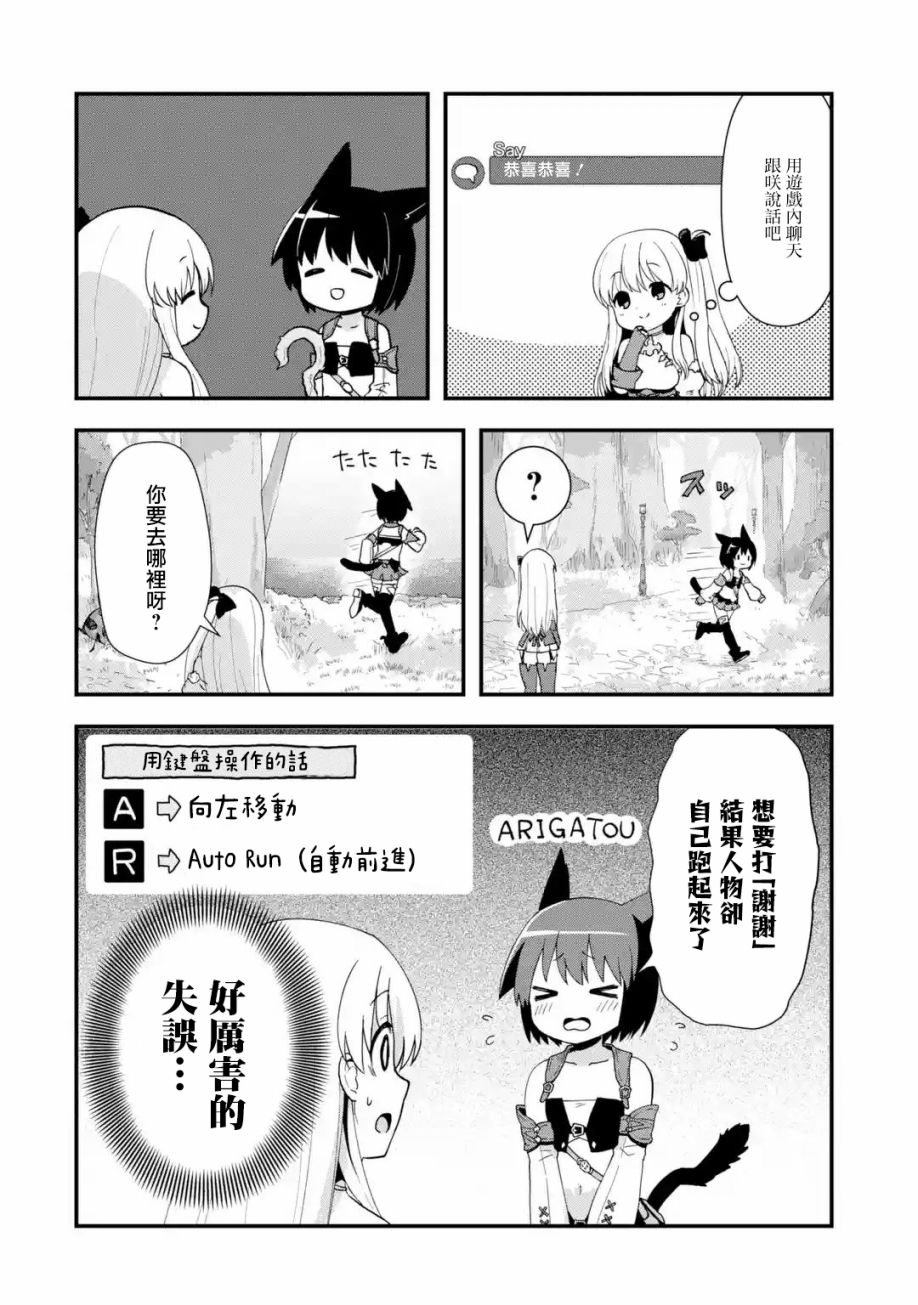 用遊戲內聊天
跟咲說話吧
Say
恭喜恭喜！
?
ズッ
たた たた
你要去哪裡呀？
想要打「謝謝」
結果人物卻
自己跑起來了
ARIGATOU
用鍵盤操作的話
A ⇨ 向左移動
R ⇨ Auto Run（自動前進）
好厲害的
失誤…